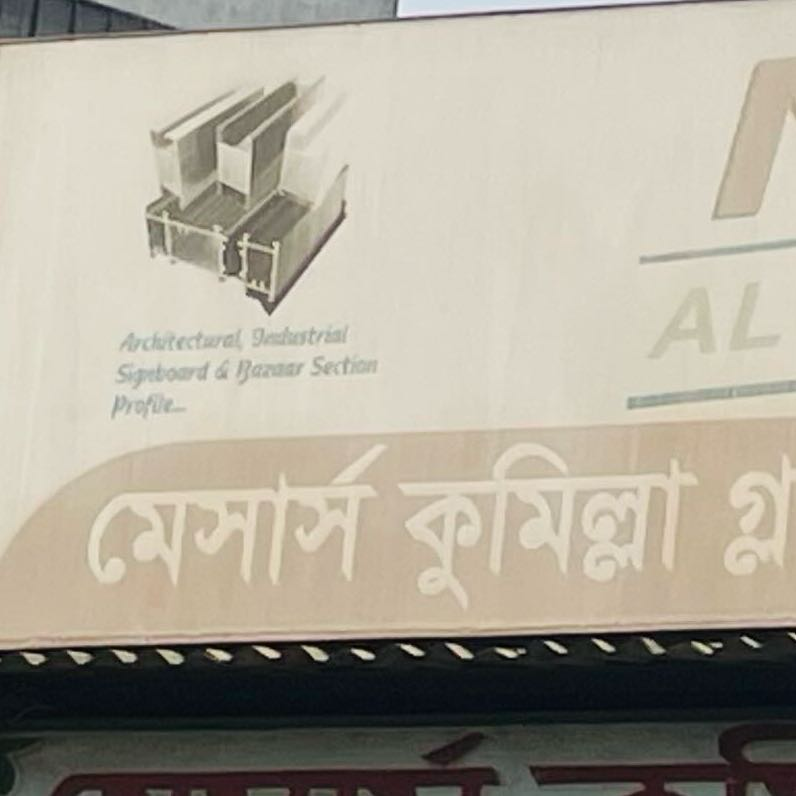 Architectural, Industrial
Signboard & Bazaar Section
Profile...
AL
মেসার্স কুমিল্লা